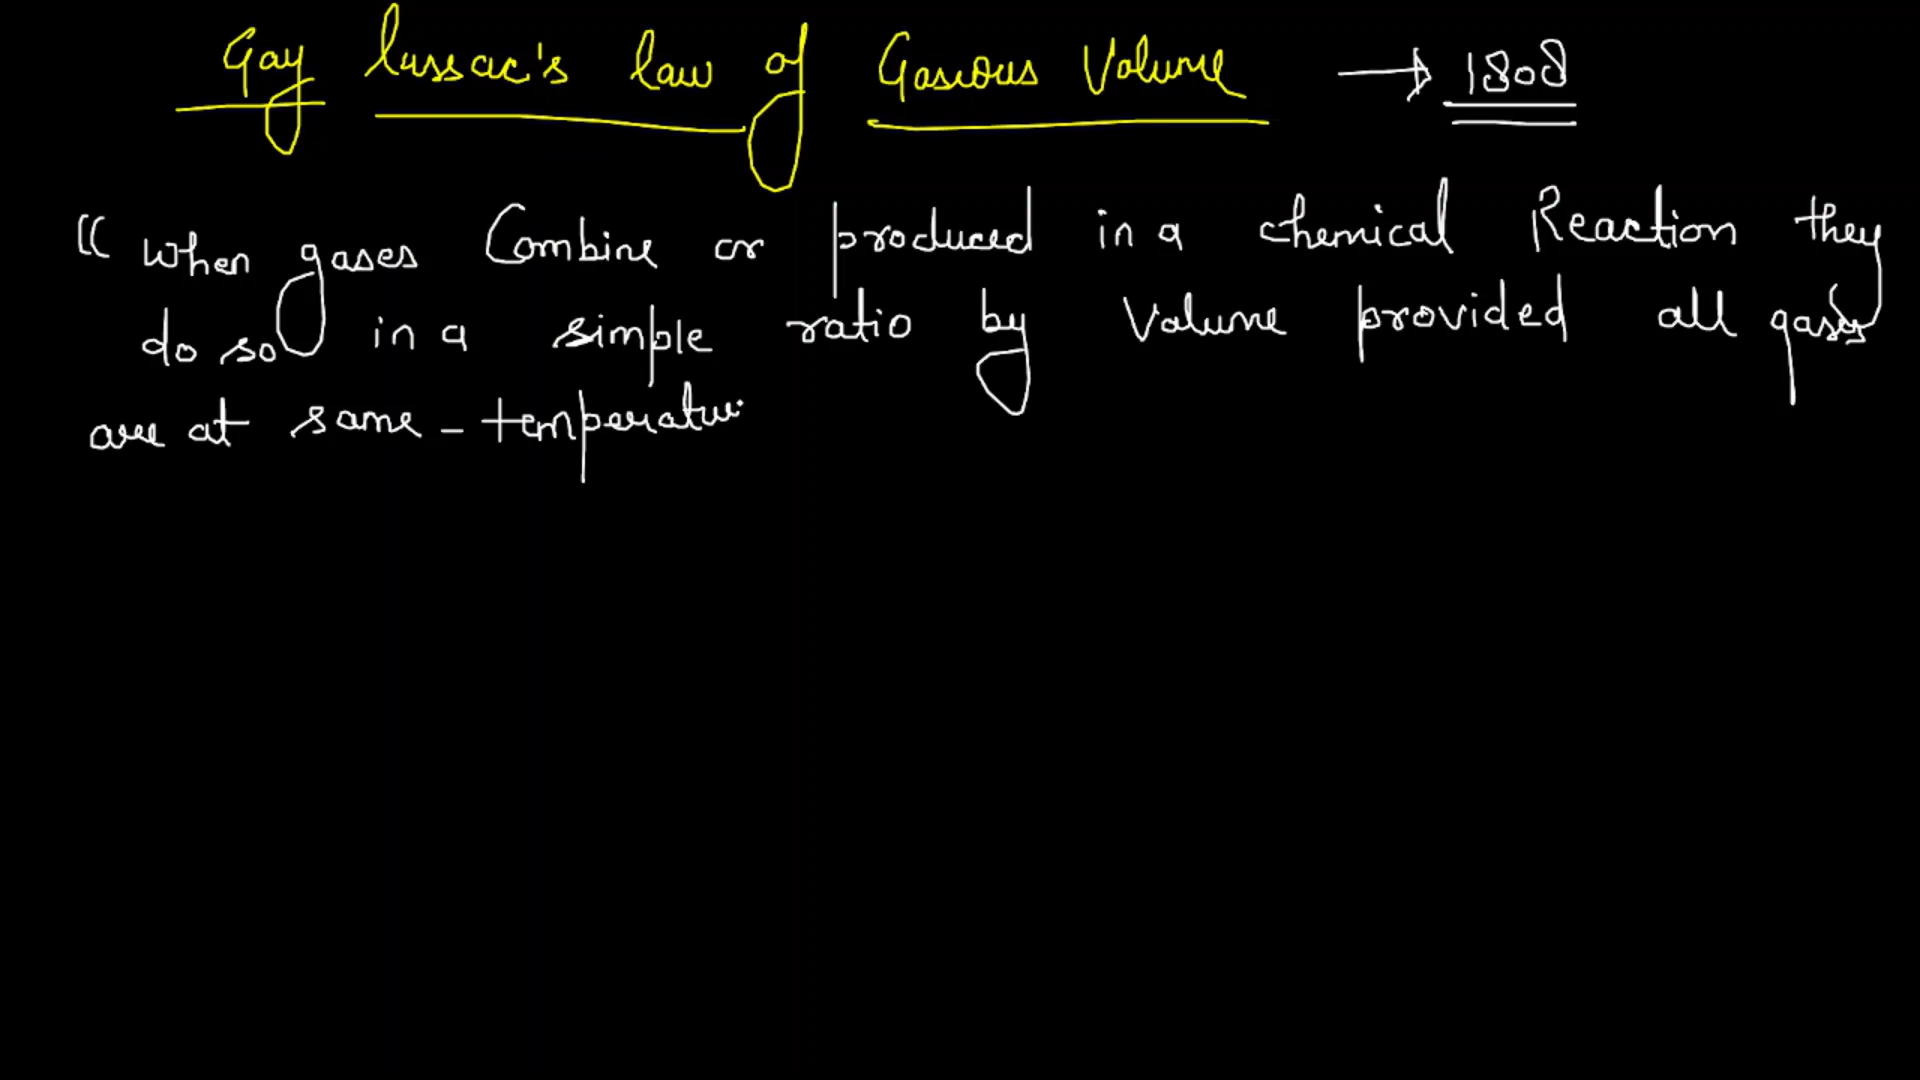 Gay lussac's law of Gaseous Volume → 1808
“ When gases Combine or produced in a chemical Reaction they
do so in a simple ratio by Volume provided all gases
are at same - temperatur